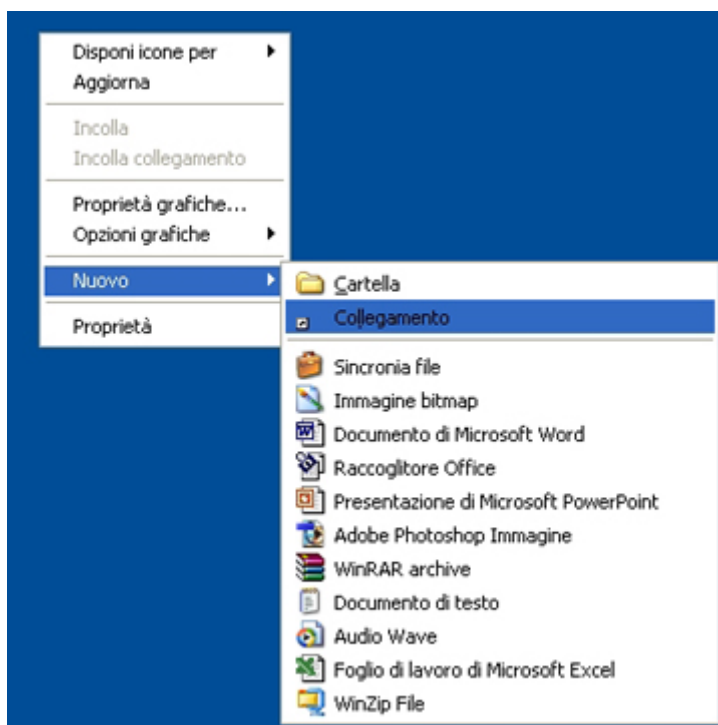 Disponi icone per
Aggiorna
Incolla
Incolla collegamento
Proprietà grafiche...
Opzioni grafiche
Nuovo
Proprietà
Cartella
Collegamento
Sincronia file
Immagine bitmap
Documento di Microsoft Word
Raccoglitore Office
Presentazione di Microsoft PowerPoint
Adobe Photoshop Immagine
WinRAR archive
Documento di testo
Audio Wave
Foglio di lavoro di Microsoft Excel
WinZip File